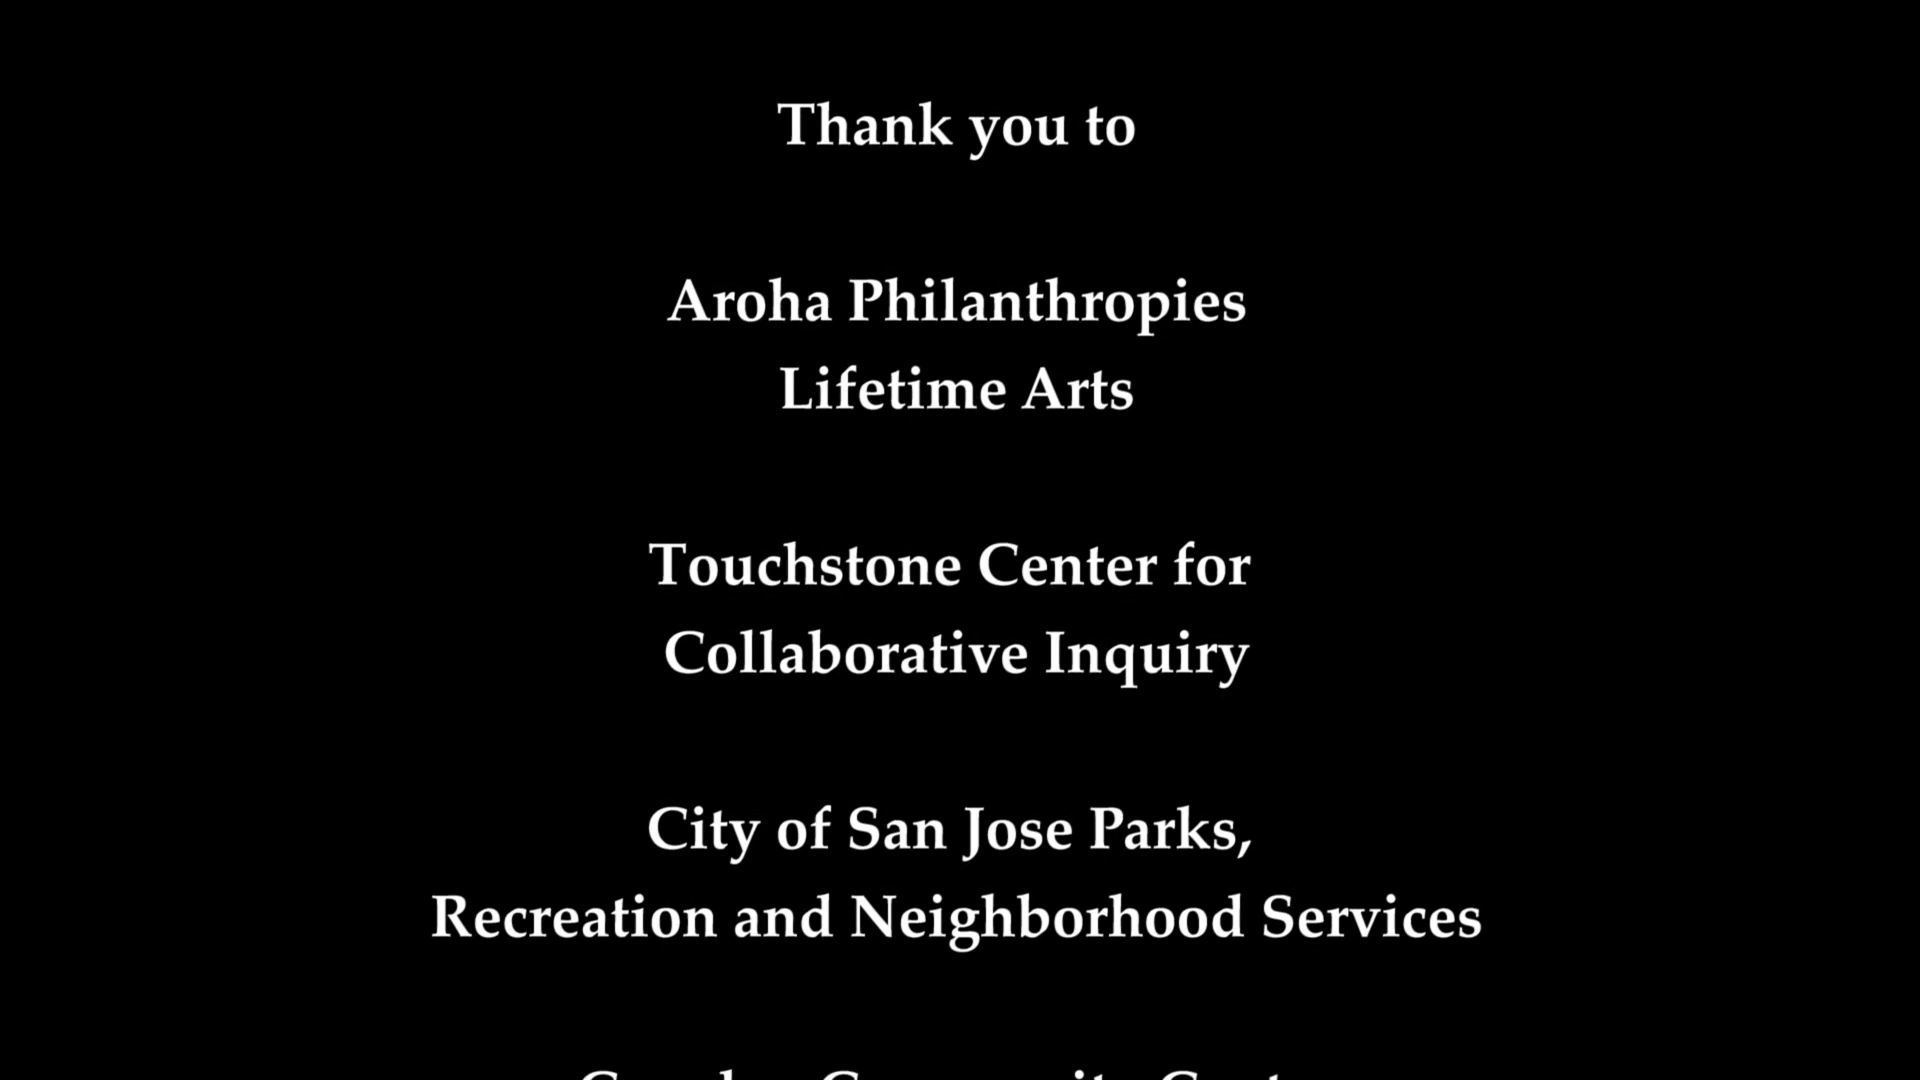 Thank you to
Aroha Philanthropies
Lifetime Arts
Touchstone Center for
Collaborative Inquiry
City of San Jose Parks,
Recreation and Neighborhood Services